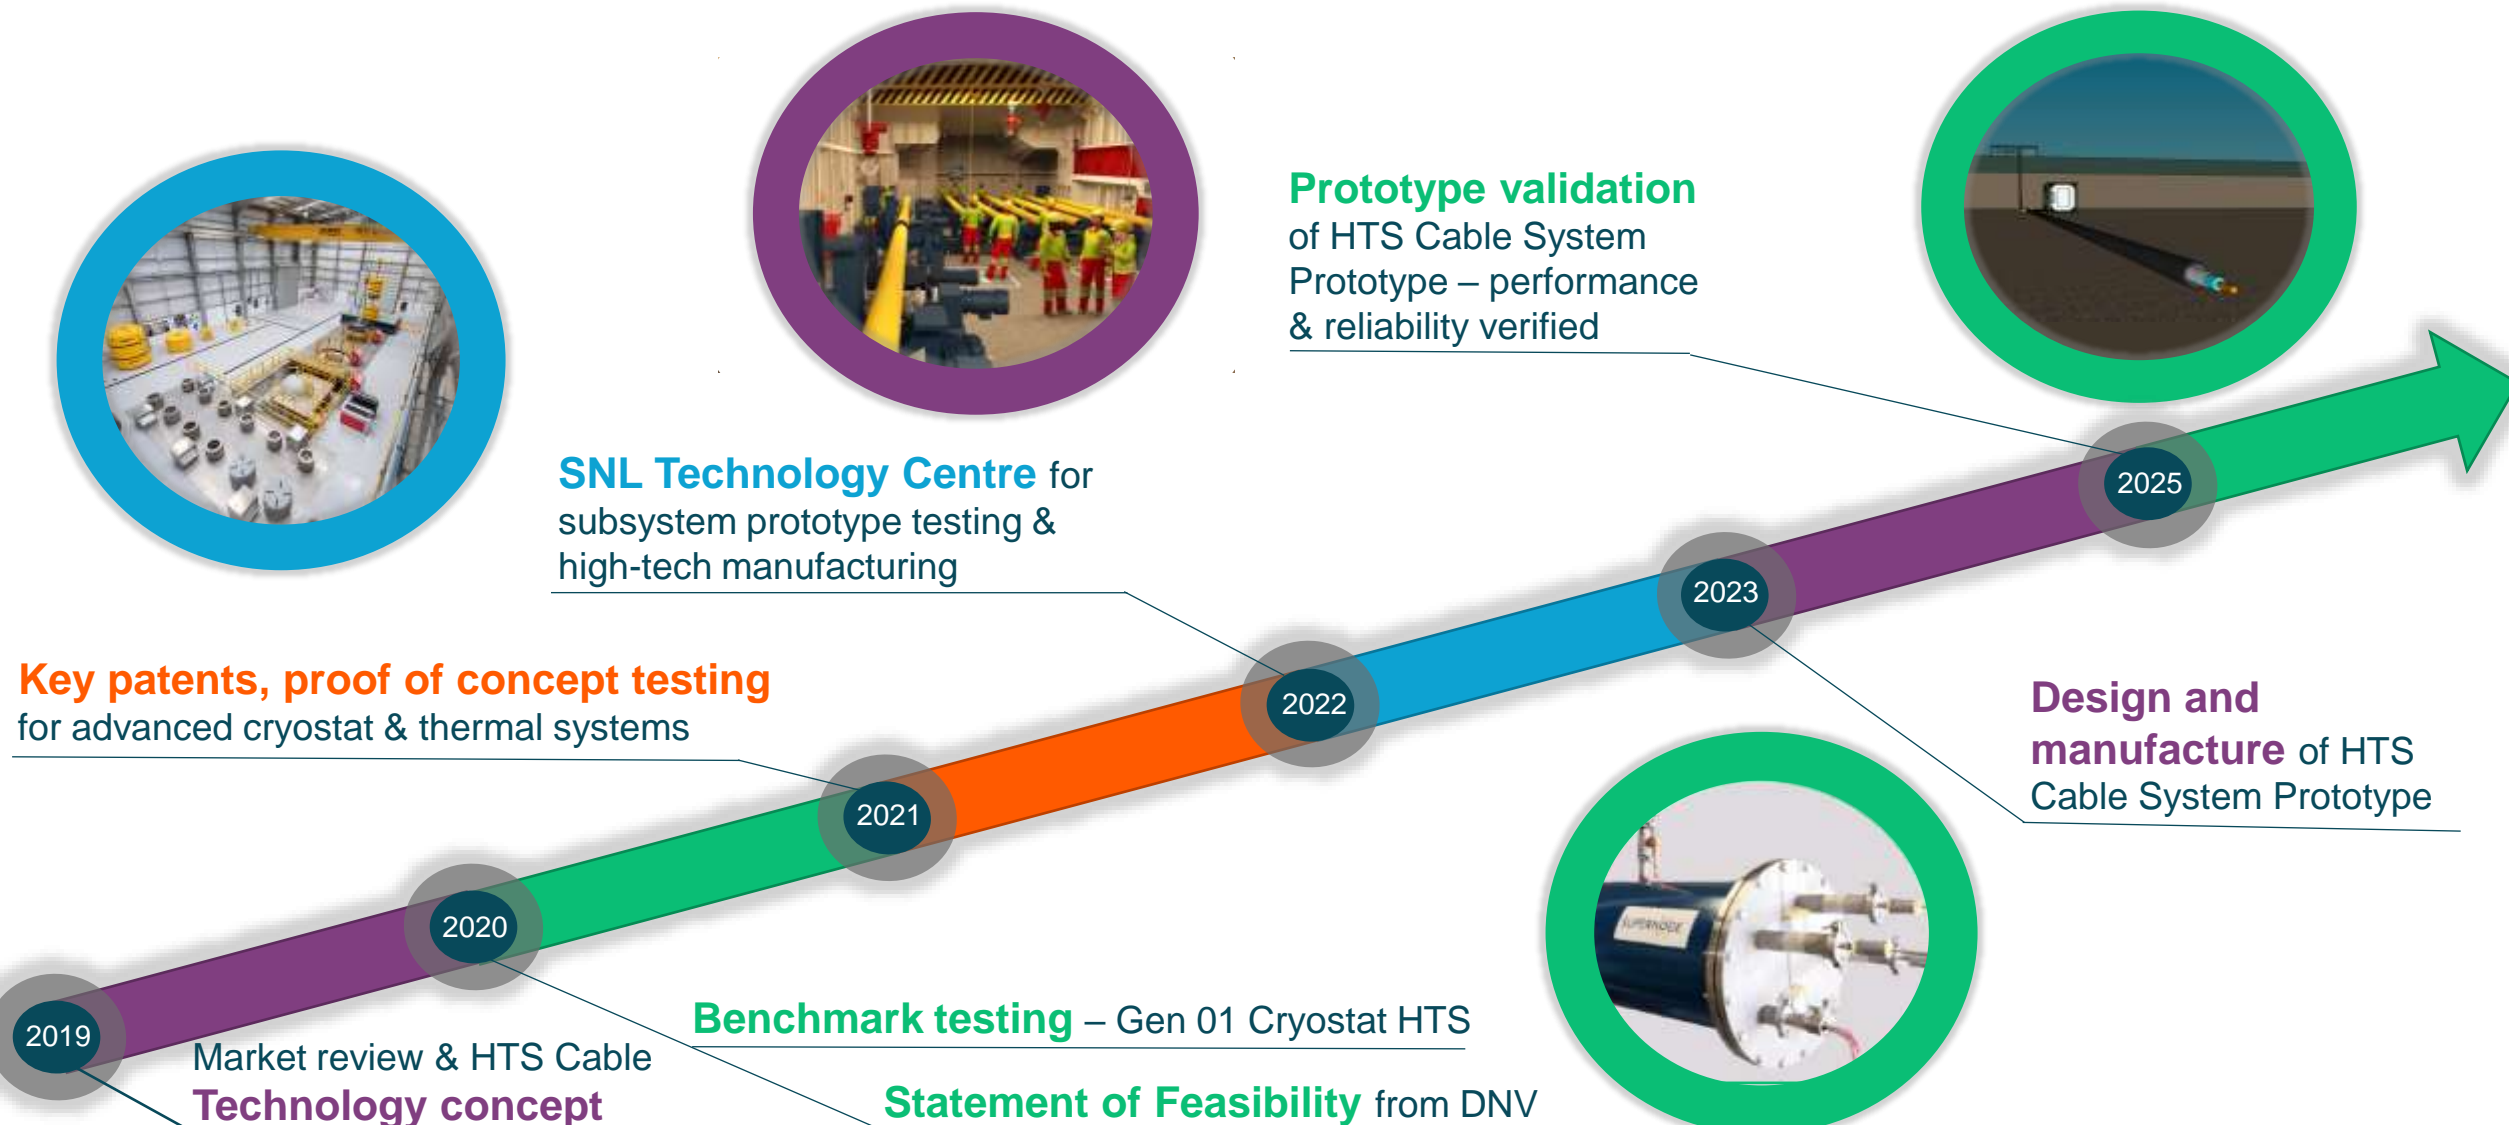 Prototype validation
of HTS Cable System
Prototype – performance
& reliability verified
SNL Technology Centre for
subsystem prototype testing &
high-tech manufacturing
Key patents, proof of concept testing
for advanced cryostat & thermal systems
2025
2023
2022
2021
2020
2019
Design and
manufacture of HTS
Cable System Prototype
SUPERNODE
Benchmark testing – Gen 01 Cryostat HTS
Market review & HTS Cable
Technology concept
Statement of Feasibility from DNV